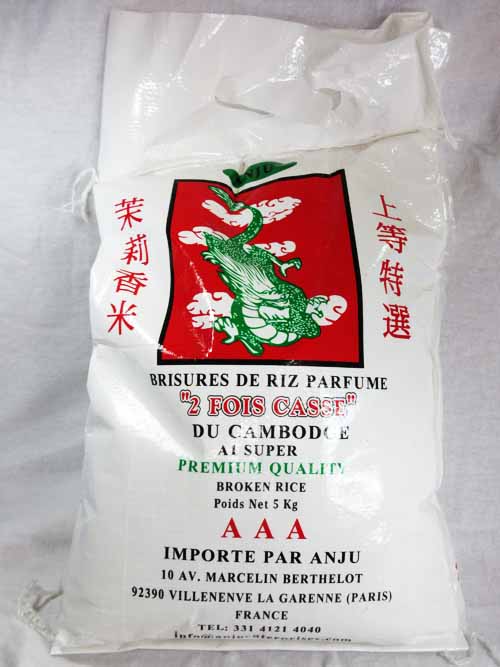 ANJU
茉莉香米
上等特選
BRISURES DE RIZ PARFUME
"2 FOIS CASSE"
DU CAMBODGE
A1 SUPER
PREMIUM QUALITY
BROKEN RICE
Poids Net 5 Kg
A A A
IMPORTE PAR ANJU
10 AV. MARCELIN BERTHELOT
92390 VILLENENVE LA GARENNE (PARIS)
FRANCE
TEL: 331 4121 4040